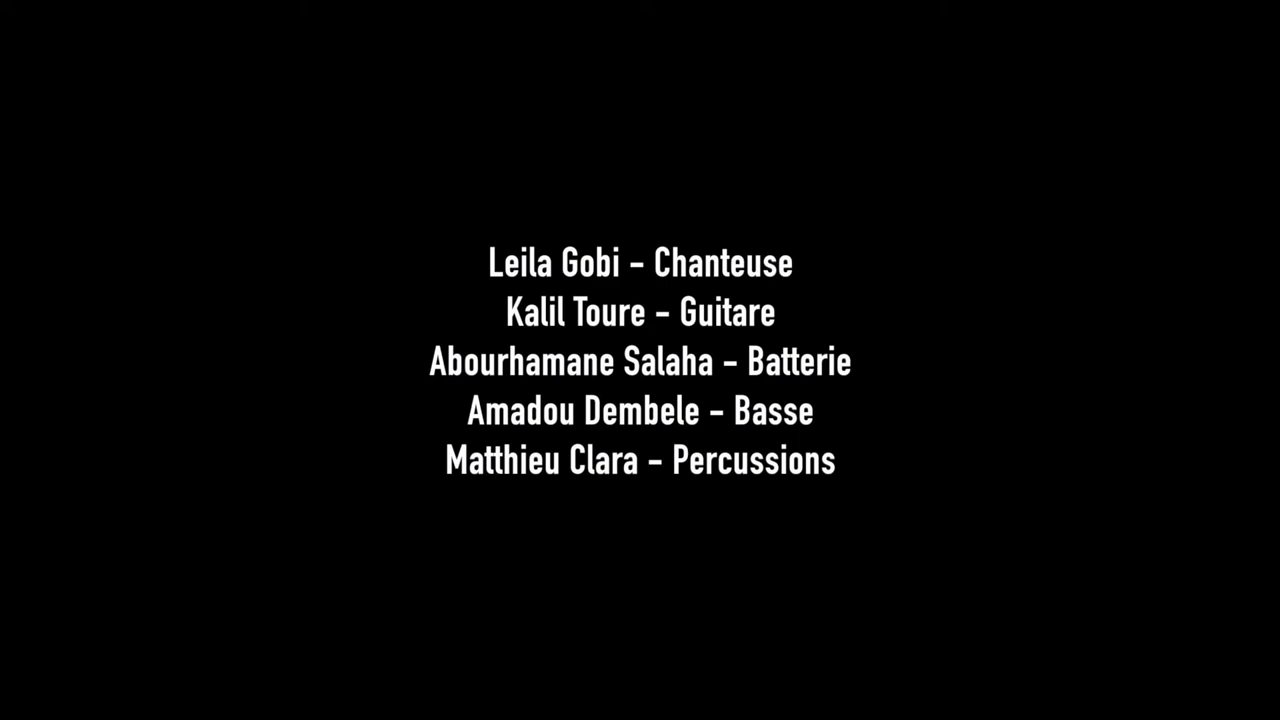 Leila Gobi - Chanteuse
Kalil Toure - Guitare
Abourhamane Salaha - Batterie
Amadou Dembele - Basse
Matthieu Clara - Percussions